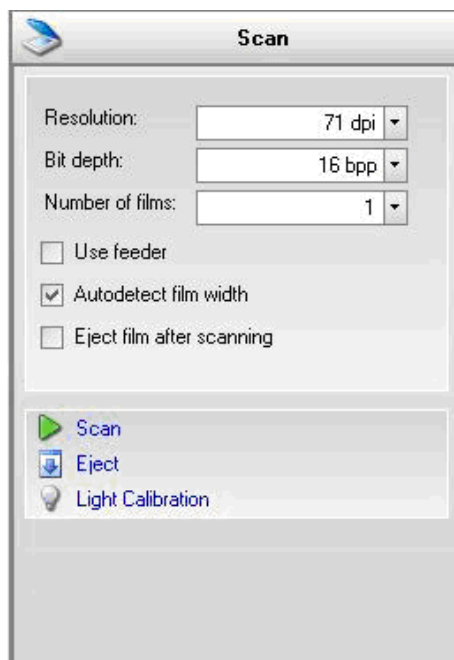 Scan
Resolution: 71 dpi
Bit depth: 16 bpp
Number of films: 1
Use feeder
Autodetect film width
Eject film after scanning
Scan
Eject
Light Calibration